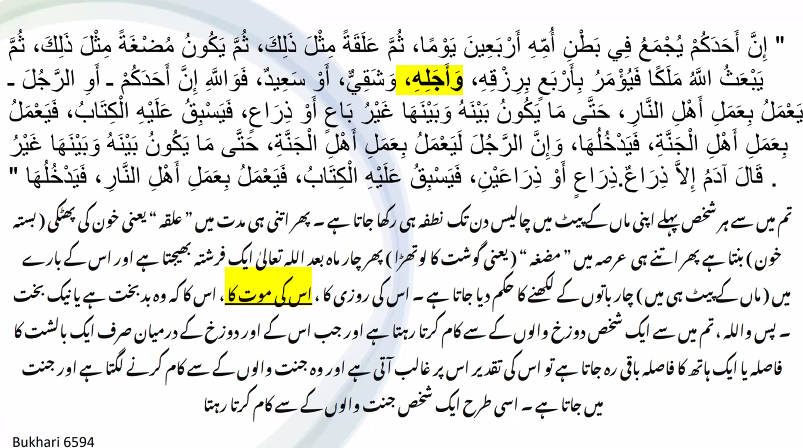 " إِنَّ أَحَدَكُمْ يُجْمَعُ فِي بَطْنِ أُمِّهِ أَرْبَعِينَ يَوْمًا، ثُمَّ عَلَقَةً مِثْلَ ذَلِكَ، ثُمَّ يَكُونُ مُضْغَةً مِثْلَ ذَلِكَ، ثُمَّ
يَبْعَثُ اللَّهُ مَلَكًا فَيُؤْمَرُ بِأَرْبَعٍ بِرِزْقِهِ، وَأَجَلِهِ، وَشَقِيٌّ، أَوْ سَعِيدٌ، فَوَاللَّهِ إِنَّ أَحَدَكُمْ ـ أَوِ الرَّجُلَ ـ
يَعْمَلُ بِعَمَلِ أَهْلِ النَّارِ، حَتَّى مَا يَكُونُ بَيْنَهُ وَبَيْنَهَا غَيْرُ بَاعٍ أَوْ ذِرَاعٍ، فَيَسْبِقُ عَلَيْهِ الْكِتَابُ، فَيَعْمَلُ
بِعَمَلِ أَهْلِ الْجَنَّةِ، فَيَدْخُلُهَا، وَإِنَّ الرَّجُلَ لَيَعْمَلُ بِعَمَلِ أَهْلِ الْجَنَّةِ، حَتَّى مَا يَكُونُ بَيْنَهُ وَبَيْنَهَا غَيْرُ
ذِرَاعٍ أَوْ ذِرَاعَيْنِ، فَيَسْبِقُ عَلَيْهِ الْكِتَابُ، فَيَعْمَلُ بِعَمَلِ أَهْلِ النَّارِ، فَيَدْخُلُهَا " . قَالَ آدَمُ إِلاَّ ذِرَاعٌ.
تم میں سے ہر شخص پہلے اپنی ماں کے پیٹ میں چالیس دن تک نطفہ ہی رکھا جاتا ہے ۔ پھر اتنی ہی مدت میں ” علقہ “ یعنی خون کی پھٹکی ( بستہ
خون ) بنتا ہے پھر اتنے ہی عرصہ میں ” مضغہ “ ( یعنی گوشت کا لوتھڑا ) پھر چار ماہ بعد اللہ تعالیٰ ایک فرشتہ بھیجتا ہے اور اس کے بارے
میں ( ماں کے پیٹ ہی میں ) چار باتوں کے لکھنے کا حکم دیا جاتا ہے ۔ اس کی روزی کا ، اس کی موت کا ، اس کا کہ وہ بدبخت ہے یا نیک بخت
۔ پس واللہ ، تم میں سے ایک شخص دوزخ والوں کے سے کام کرتا رہتا ہے اور جب اس کے اور دوزخ کے درمیان صرف ایک بالشت کا
فاصلہ یا ایک ہاتھ کا فاصلہ باقی رہ جاتا ہے تو اس کی تقدیر اس پر غالب آتی ہے اور وہ جنت والوں کے سے کام کرنے لگتا ہے اور جنت
میں جاتا ہے ۔ اسی طرح ایک شخص جنت والوں کے سے کام کرتا رہتا
Bukhari 6594